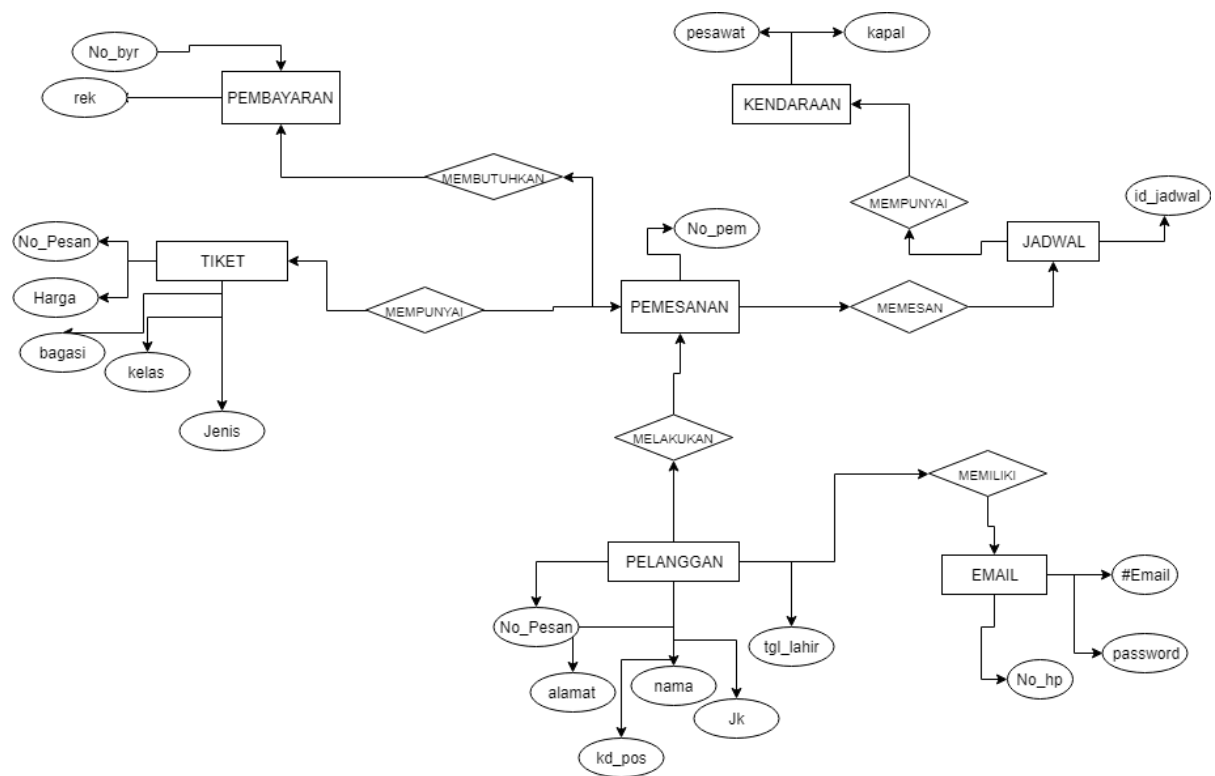 pesawat
kapal
No_byr
rek
PEMBAYARAN
KENDARAAN
MEMBUTUHKAN
MEMPUNYAI
id_jadwal
No_pem
No_Pesan
TIKET
JADWAL
Harga
MEMPUNYAI
PEMESANAN
MEMESAN
bagasi
kelas
Jenis
MELAKUKAN
MEMILIKI
PELANGGAN
EMAIL
#Email
No_Pesan
tgl_lahir
password
alamat
nama
No_hp
Jk
kd_pos